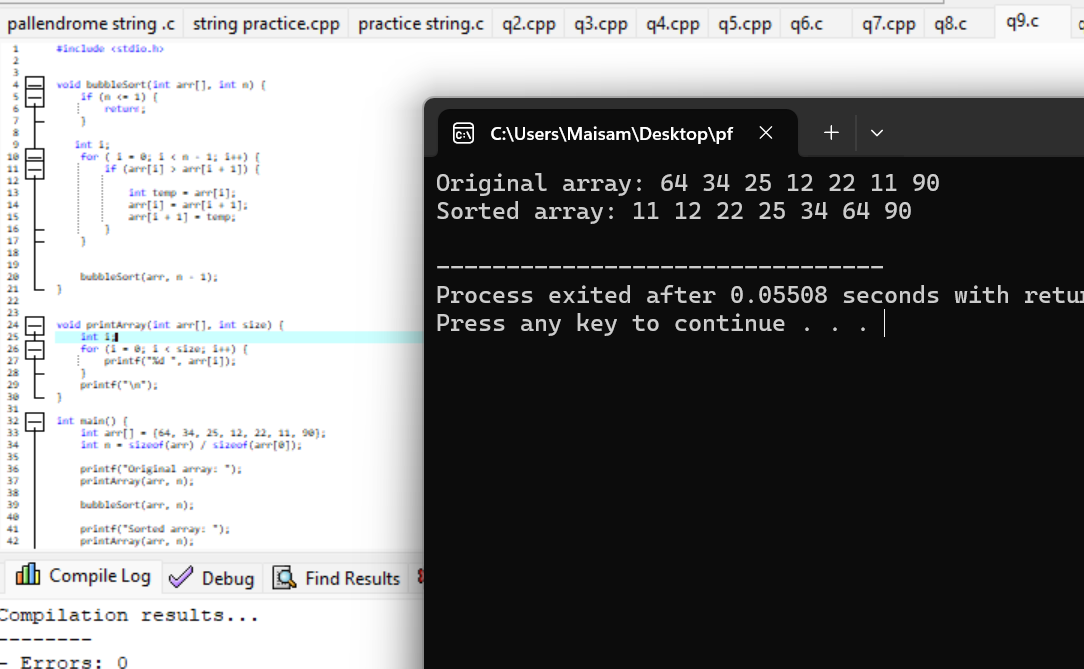 pallendrome string .c string practice.cpp practice string.c q2.cpp q3.cpp q4.cpp q5.cpp q6.c q7.cpp q8.c q9.c
1 #include <stdio.h>
2
3
4 void bubbleSort(int arr[], int n) {
5 if (n <= 1) {
6 return;
7 }
8
9 int i;
10 for ( i = 0; i < n - 1; i++) {
11 if (arr[i] > arr[i + 1]) {
12
13 int temp = arr[i];
14 arr[i] = arr[i + 1];
15 arr[i + 1] = temp;
16 }
17 }
18
19
20 bubbleSort(arr, n - 1);
21 }
22
23
24 void printArray(int arr[], int size) {
25 int i;
26 for (i = 0; i < size; i++) {
27 printf("%d ", arr[i]);
28 }
29 printf("\n");
30 }
31
32 int main() {
33 int arr[] = {64, 34, 25, 12, 22, 11, 90};
34 int n = sizeof(arr) / sizeof(arr[0]);
35
36 printf("Original array: ");
37 printArray(arr, n);
38
39 bubbleSort(arr, n);
40
41 printf("Sorted array: ");
42 printArray(arr, n);
C:\Users\Maisam\Desktop\pf
Original array: 64 34 25 12 22 11 90
Sorted array: 11 12 22 25 34 64 90
--------------------------------
Process exited after 0.05508 seconds with retur
Press any key to continue . . .
Compile Log Debug Find Results
Compilation results...
--------
- Errors: 0